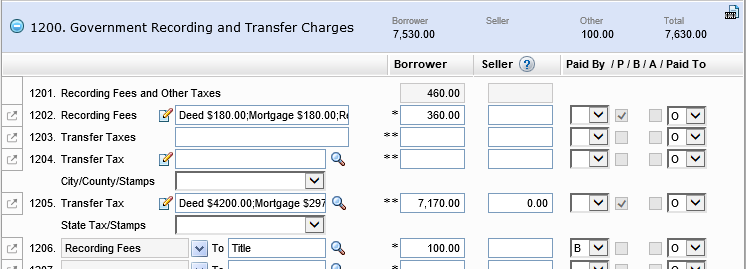 Borrower Seller Other Total
1200. Government Recording and Transfer Charges 7,530.00 100.00 7,630.00
Borrower Seller ? Paid By / P / B / A / Paid To
1201. Recording Fees and Other Taxes 460.00
1202. Recording Fees Deed $180.00;Mortgage $180.00;R * 360.00 O
1203. Transfer Taxes ** O
1204. Transfer Tax ** O
City/County/Stamps
1205. Transfer Tax Deed $4200.00;Mortgage $297 ** 7,170.00 0.00 O
State Tax/Stamps
1206. Recording Fees To Title * 100.00 B O
1207. To